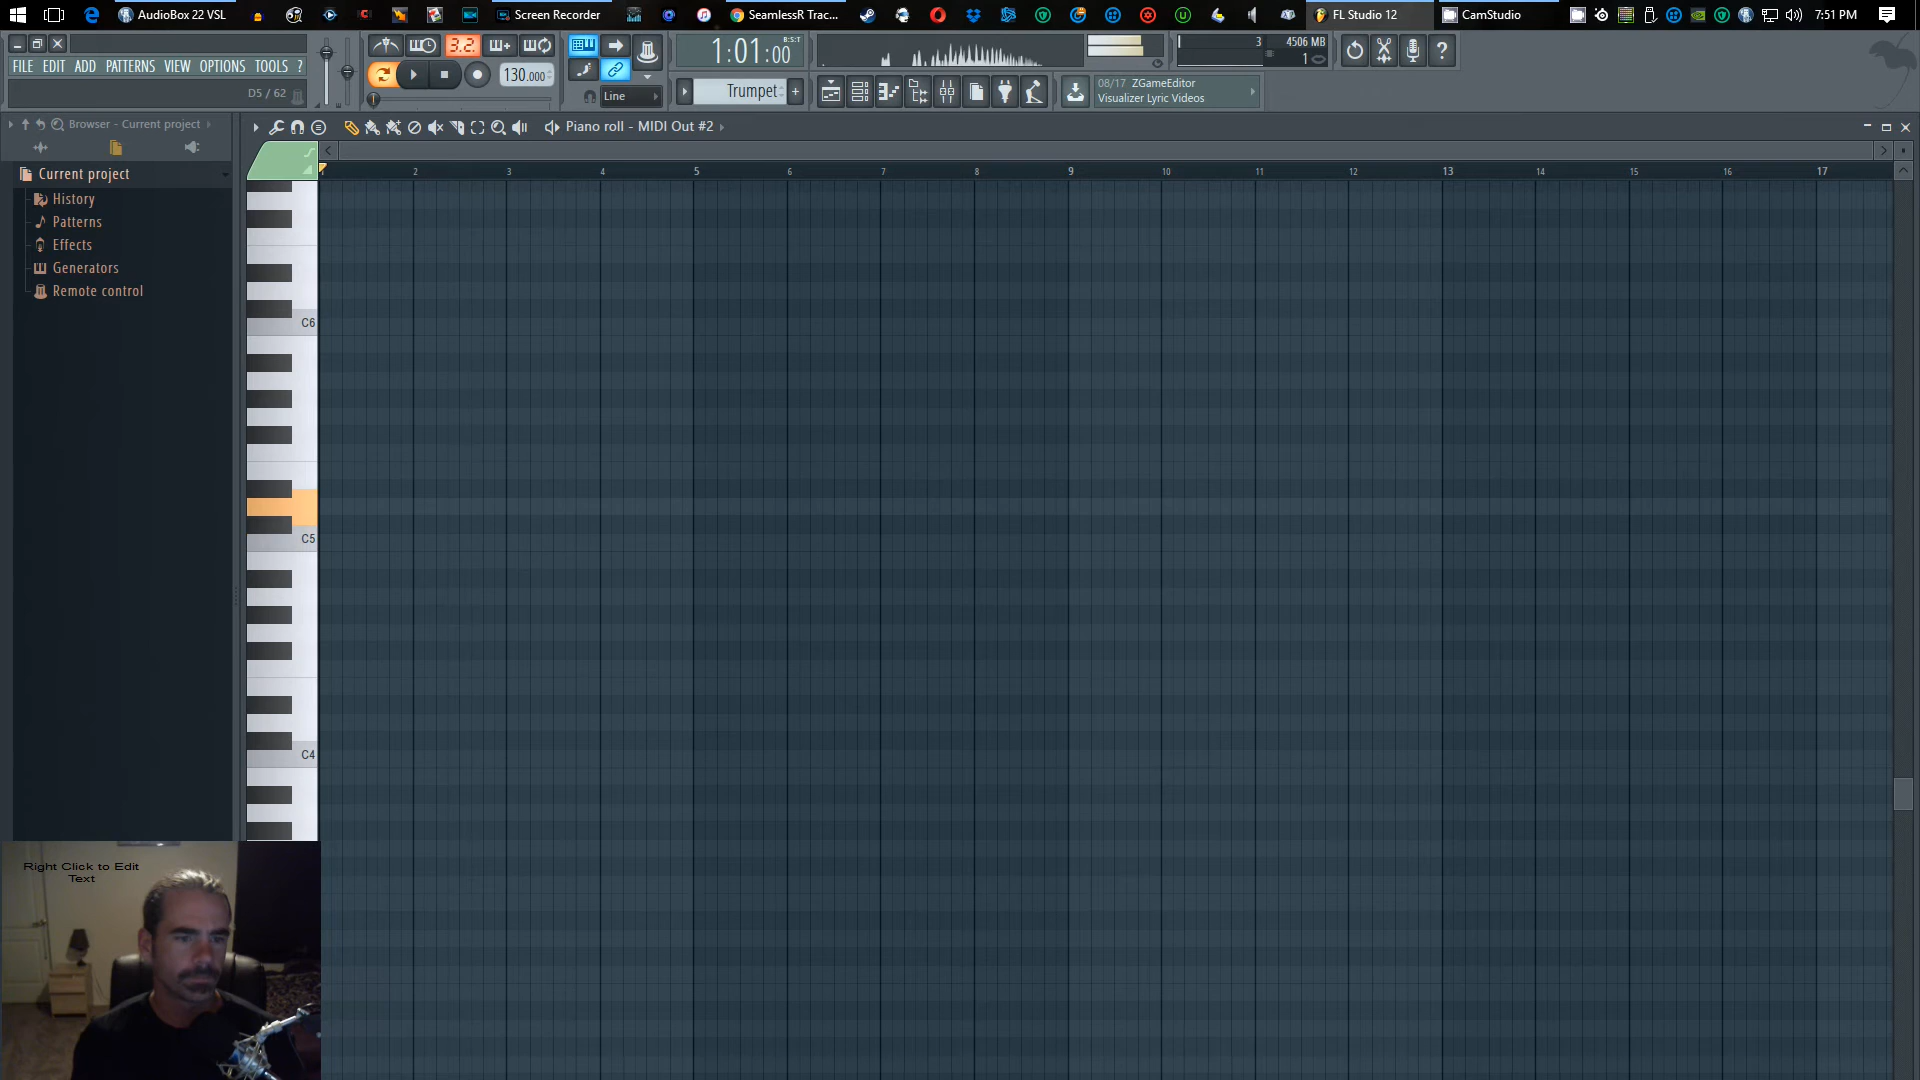 AudioBox 22 VSL
Screen Recorder
SeamlessR Trac...
FL Studio 12
CamStudio
7:51 PM
3.2.
1:01:00
B:S:T
3
4506 MB
1
FILE EDIT ADD PATTERNS VIEW OPTIONS TOOLS ?
130.000
D5 / 62
Line
Trumpet
+
08/17 ZGameEditor
Visualizer Lyric Videos
?
Browser - Current project
Piano roll - MIDI Out #2
Current project
History
Patterns
Effects
Generators
Remote control
2 3 4 5 6 7 8 9 10 11 12 13 14 15 16 17
C6
C5
C4
Right Click to Edit
Text